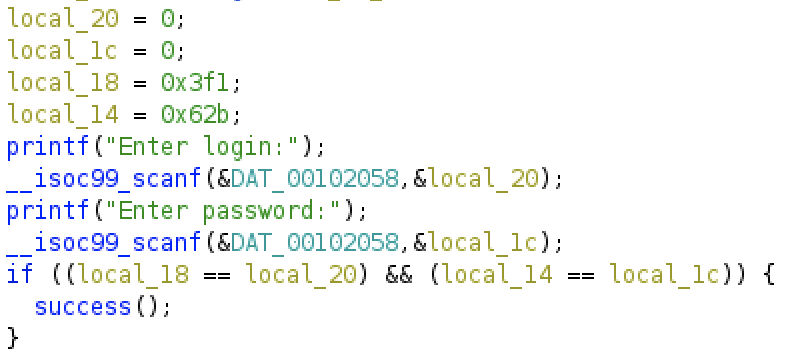 local_20 = 0;
local_1c = 0;
local_18 = 0x3f1;
local_14 = 0x62b;
printf("Enter login:");
__isoc99_scanf(&DAT_00102058,&local_20);
printf("Enter password:");
__isoc99_scanf(&DAT_00102058,&local_1c);
if ((local_18 == local_20) && (local_14 == local_1c)) {
  success();
}